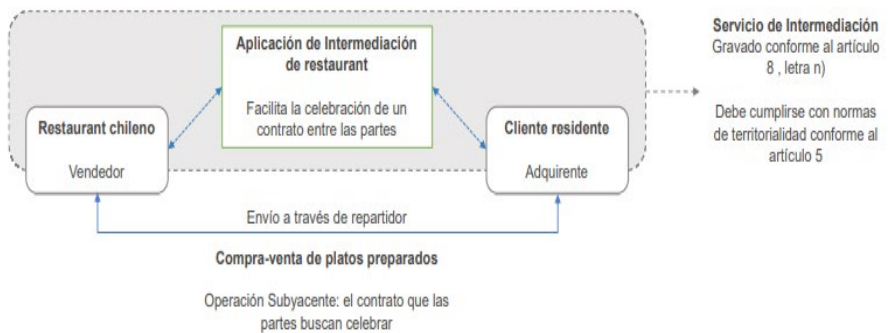 Aplicación de Intermediación
de restaurant
Facilita la celebración de un
contrato entre las partes
Restaurant chileno
Vendedor
Cliente residente
Adquirente
Envío a través de repartidor
Compra-venta de platos preparados
Operación Subyacente: el contrato que las
partes buscan celebrar
Servicio de Intermediación
Gravado conforme al artículo
8 , letra n)
Debe cumplirse con normas
de territorialidad conforme al
artículo 5